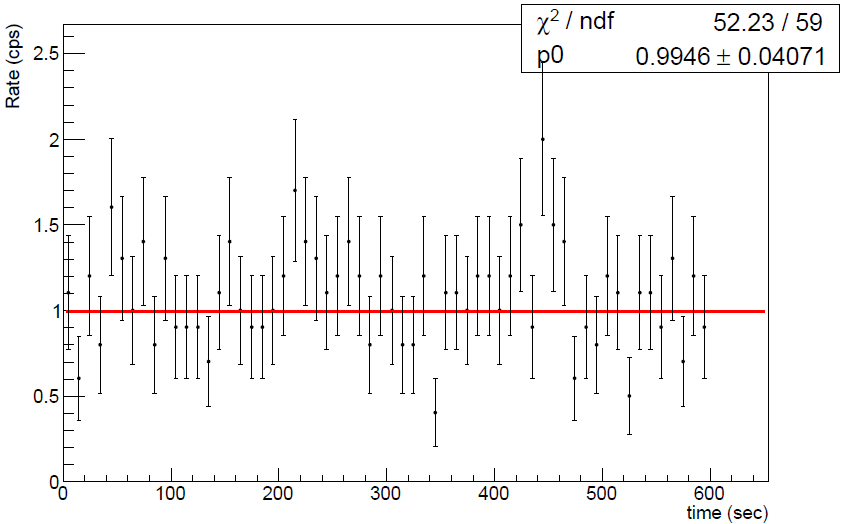 χ² / ndf 52.23 / 59
p0 0.9946 ± 0.04071
Rate (cps)
2.5
2
1.5
1
0.5
0
0 100 200 300 400 500 600
time (sec)